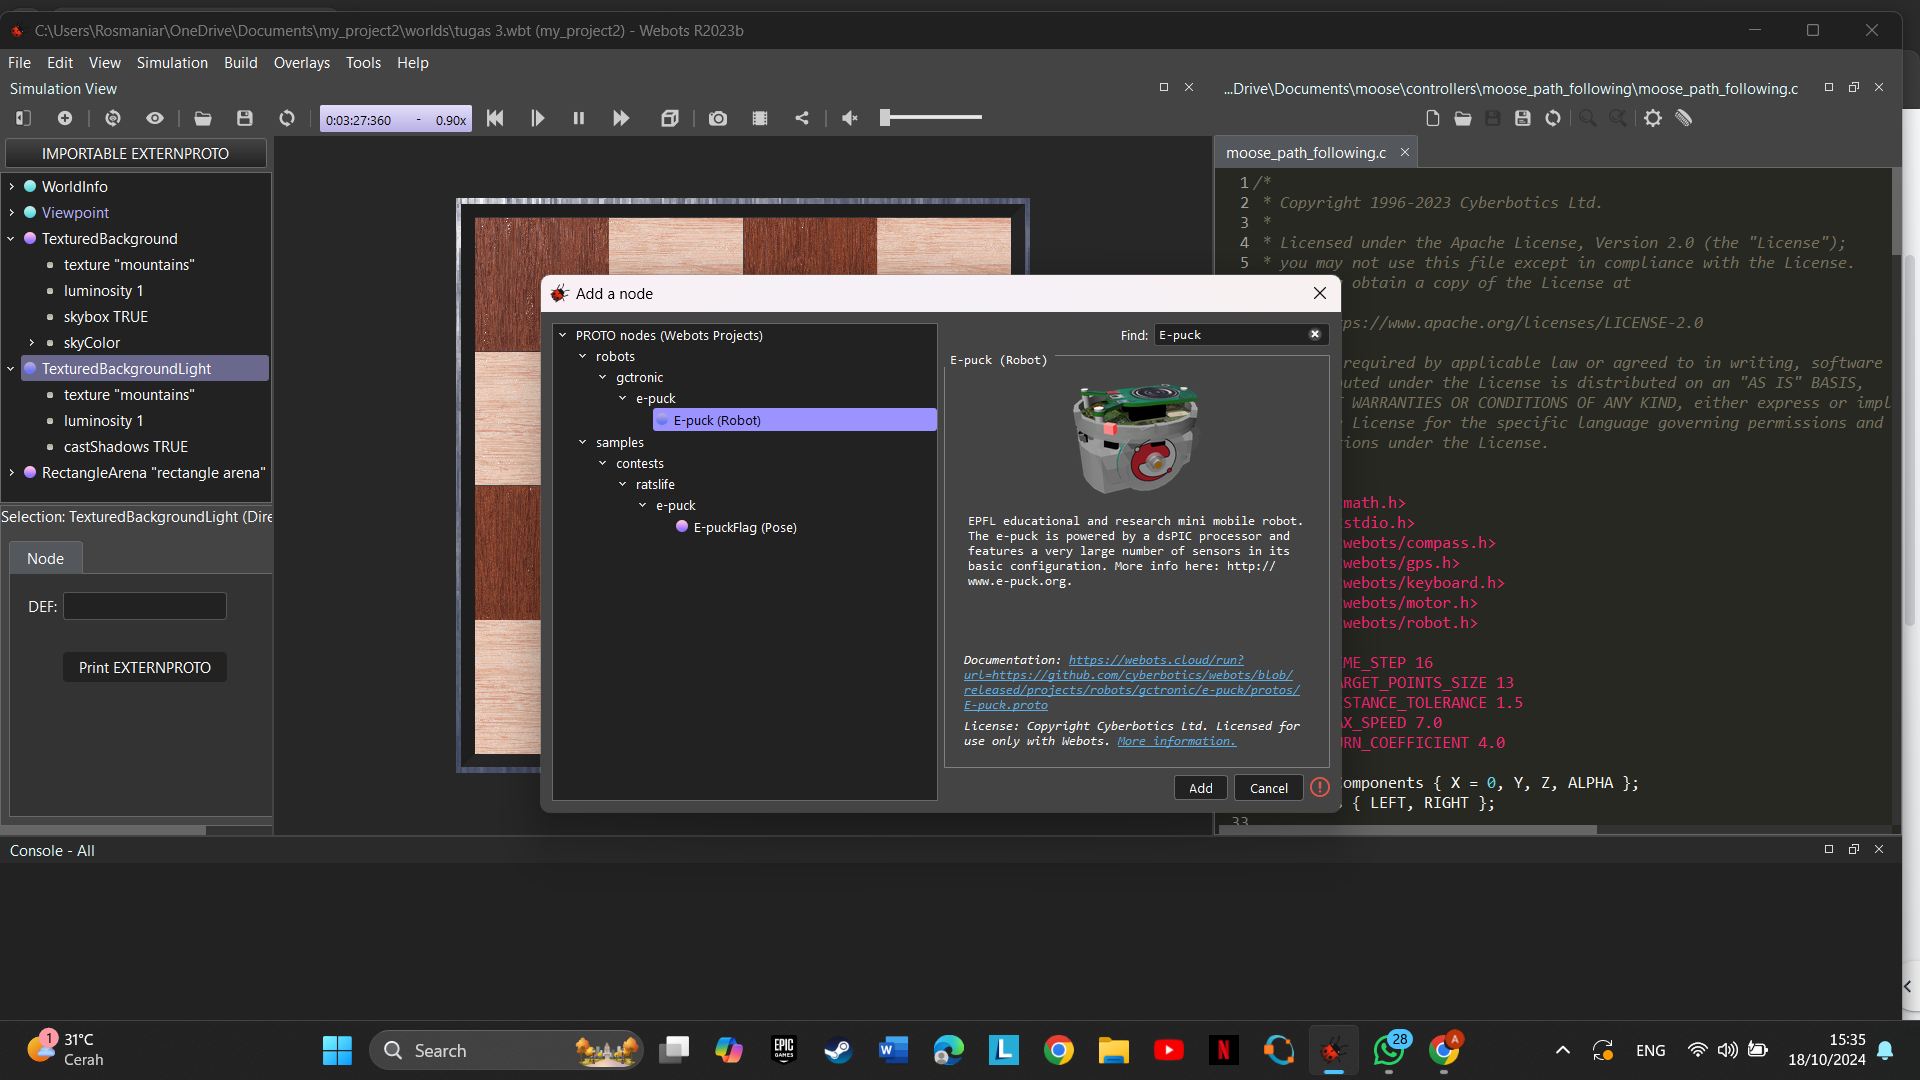 C:\Users\Rosmaniar\OneDrive\Documents\my_project2\worlds\tugas 3.wbt (my_project2) - Webots R2023b
File Edit View Simulation Build Overlays Tools Help
Simulation View
...Drive\Documents\moose\controllers\moose_path_following\moose_path_following.c
0:03:27:360 - 0.90x
IMPORTABLE EXTERNPROTO
WorldInfo
Viewpoint
TexturedBackground
texture "mountains"
luminosity 1
skybox TRUE
skyColor
TexturedBackgroundLight
texture "mountains"
luminosity 1
castShadows TRUE
RectangleArena "rectangle arena"
Selection: TexturedBackgroundLight (Dire
Node
DEF:
Print EXTERNPROTO
Add a node
PROTO nodes (Webots Projects)
robots
gctronic
e-puck
E-puck (Robot)
samples
contests
ratslife
e-puck
E-puckFlag (Pose)
Find: E-puck
E-puck (Robot)
EPFL educational and research mini mobile robot.
The e-puck is powered by a dsPIC processor and
features a very large number of sensors in its
basic configuration. More info here: http://
www.e-puck.org.
Documentation: https://webots.cloud/run?
url=https://github.com/cyberbotics/webots/blob/
released/projects/robots/gctronic/e-puck/protos/
E-puck.proto
License: Copyright Cyberbotics Ltd. Licensed for
use only with Webots. More information.
Add Cancel
moose_path_following.c
1 /*
2 * Copyright 1996-2023 Cyberbotics Ltd.
3 *
4 * Licensed under the Apache License, Version 2.0 (the "License");
5 * you may not use this file except in compliance with the License.
obtain a copy of the License at
ps://www.apache.org/licenses/LICENSE-2.0
required by applicable law or agreed to in writing, software
uted under the License is distributed on an "AS IS" BASIS,
T WARRANTIES OR CONDITIONS OF ANY KIND, either express or impl
License for the specific language governing permissions and
tions under the License.
math.h>
stdio.h>
webots/compass.h>
webots/gps.h>
webots/keyboard.h>
webots/motor.h>
webots/robot.h>
ME_STEP 16
ARGET_POINTS_SIZE 13
STANCE_TOLERANCE 1.5
AX_SPEED 7.0
URN_COEFFICIENT 4.0
omponents { X = 0, Y, Z, ALPHA };
{ LEFT, RIGHT };
33
Console - All
1
31°C
Cerah
Search
EPIC GAMES
28
A
ENG
15:35
18/10/2024